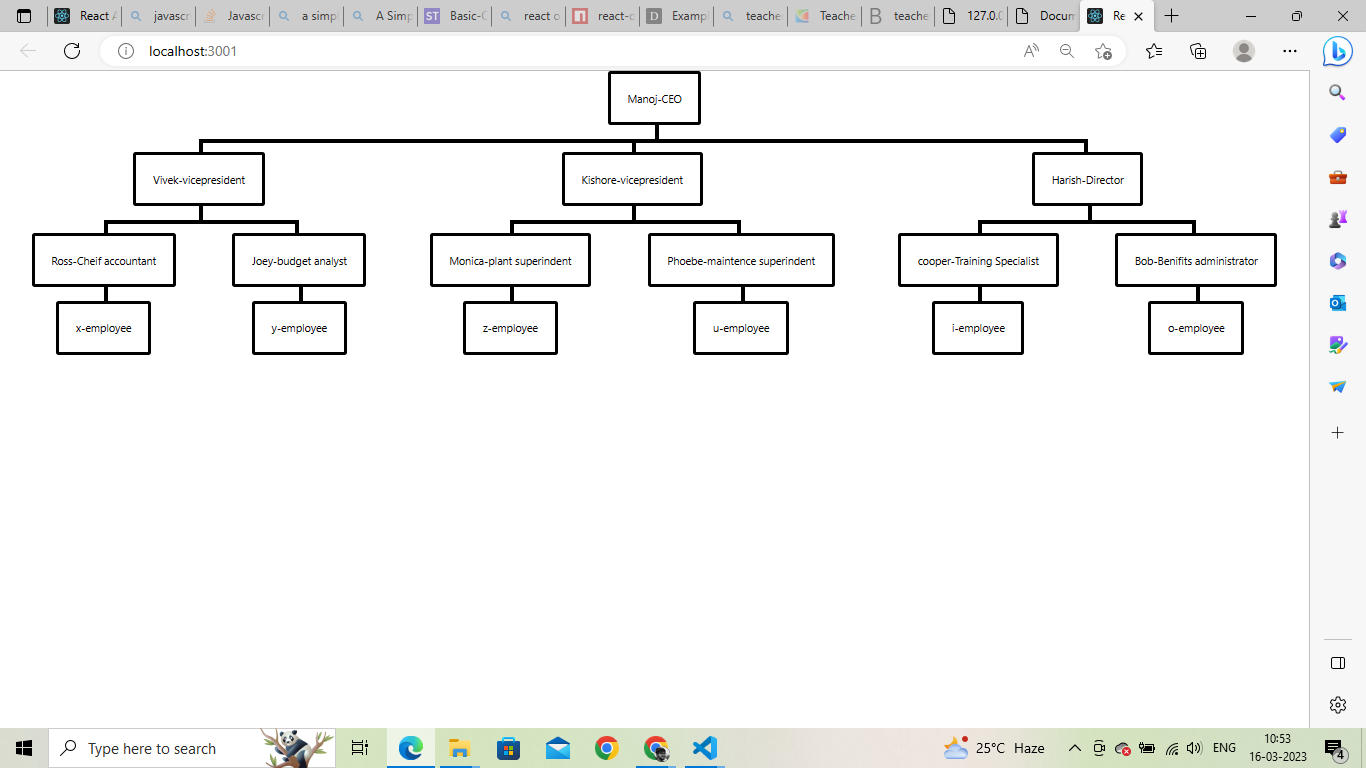 React A
javascr
Javascr
a simpl
A Simp
Basic-C
react o
react-c
Exampl
teache
Teache
teache
127.0.0
Docum
Re
localhost:3001
Manoj-CEO
Vivek-vicepresident
Kishore-vicepresident
Harish-Director
Ross-Cheif accountant
Joey-budget analyst
Monica-plant superindent
Phoebe-maintence superindent
cooper-Training Specialist
Bob-Benifits administrator
x-employee
y-employee
z-employee
u-employee
i-employee
o-employee
Type here to search
25°C Haze
ENG
10:53
16-03-2023
4